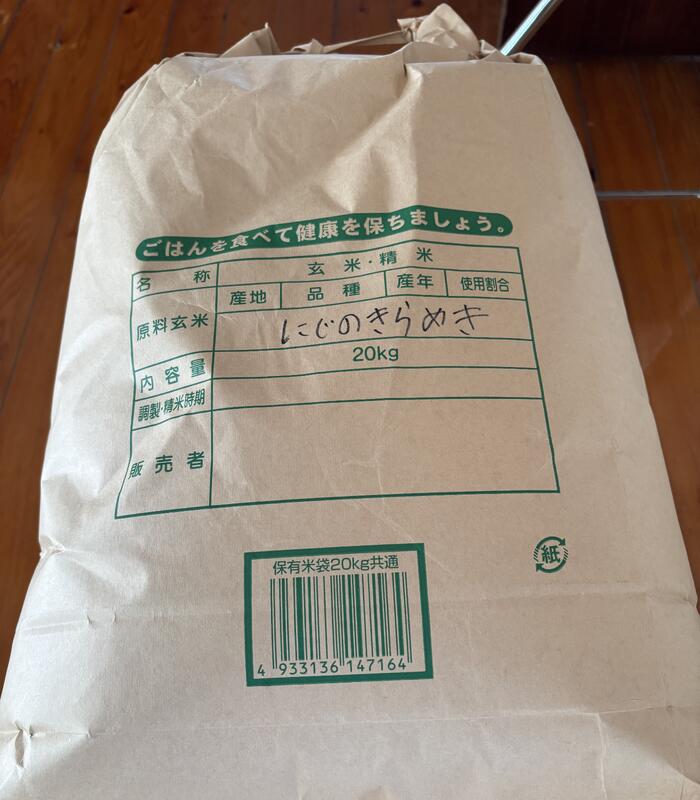 ごはんを食べて健康を保ちましょう。
名称 玄米・精米
原料玄米 産地 品種 産年 使用割合
にじのきらめき
内容量 20kg
調製・精米時期
販売者
紙
保有米袋20kg共通
4 933136 147164